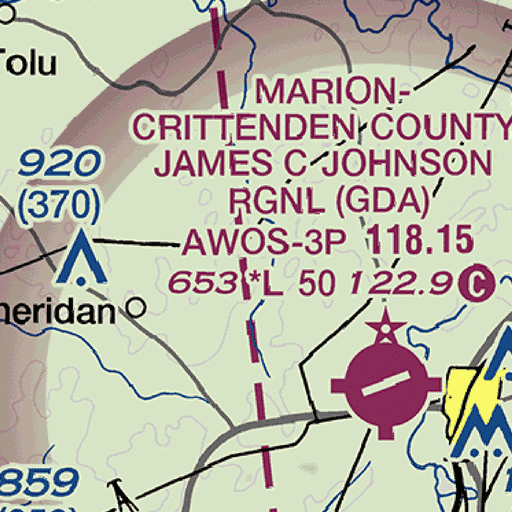 Tolu
MARION-
CRITTENDEN COUNTY
JAMES C JOHNSON
RGNL (GDA)
AWOS-3P 118.15
653 *L 50 122.9 C
920
(370)
heridan
859